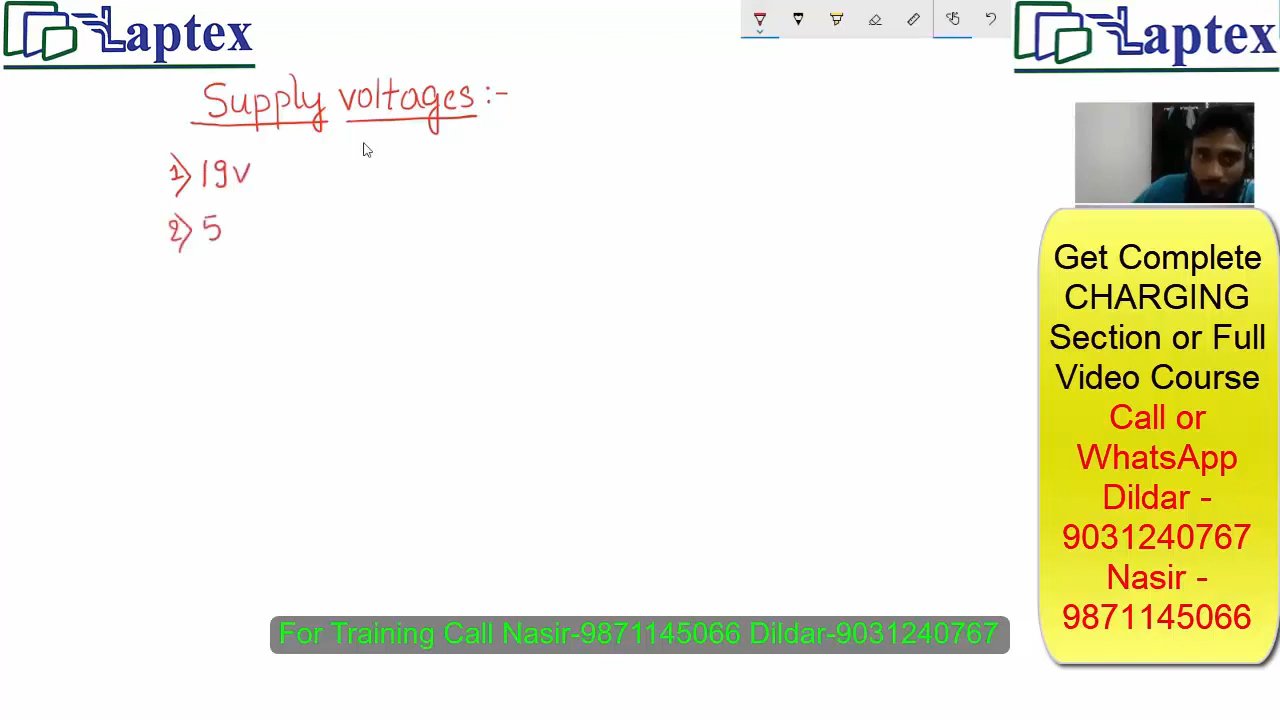 Laptex
Laptex
Supply voltages :-
1) 19v
2) 5
Get Complete
CHARGING
Section or Full
Video Course
Call or
WhatsApp
Dildar -
9031240767
Nasir -
9871145066
For Training Call Nasir-9871145066 Dildar-9031240767